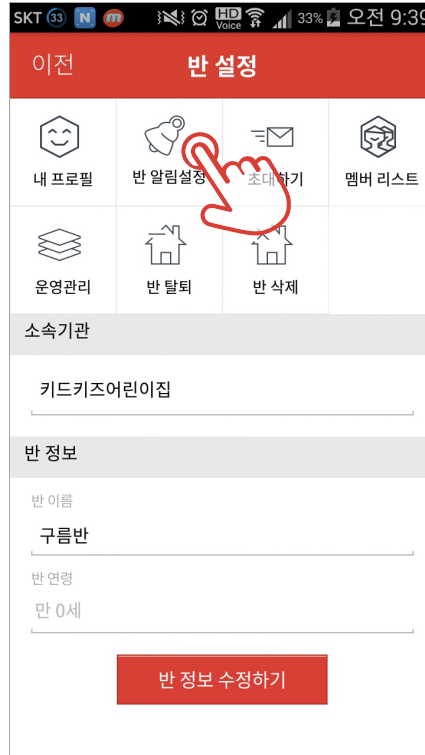 SKT 33 N m HD Voice 33% 오전 9:39
이전 반 설정
내 프로필 반 알림설정 초대하기 멤버 리스트
운영관리 반 탈퇴 반 삭제
소속기관
키드키즈어린이집
반 정보
반 이름
구름반
반 연령
만 0세
반 정보 수정하기